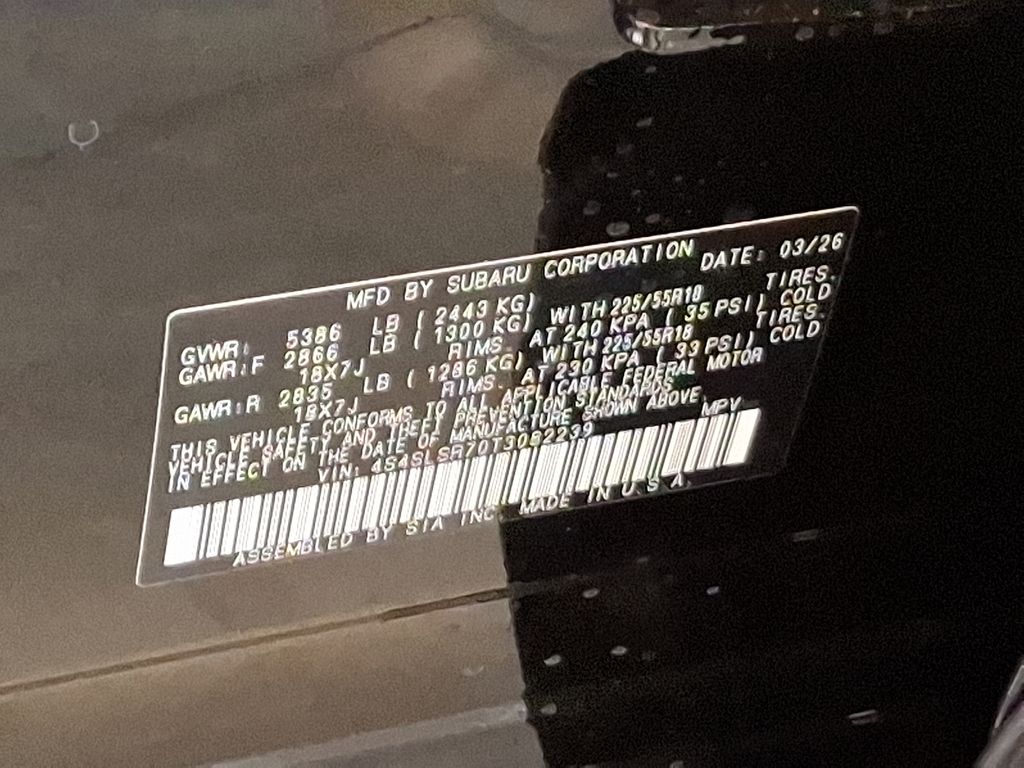 MFD BY SUBARU CORPORATION DATE: 03/26
GVWR: 5386 LB ( 2443 KG)
GAWR:F 2866 LB ( 1300 KG) WITH 225/55R18 TIRES.
18X7J RIMS. AT 240 KPA ( 35 PSI) COLD
GAWR:R 2835 LB ( 1286 KG) WITH 225/55R18 TIRES.
18X7J RIMS. AT 230 KPA ( 33 PSI) COLD
THIS VEHICLE CONFORMS TO ALL APPLICABLE FEDERAL MOTOR
VEHICLE SAFETY AND THEFT PREVENTION STANDARDS
IN EFFECT ON THE DATE OF MANUFACTURE SHOWN ABOVE.
VIN: 4S4SLSR70T3082239 MPV
ASSEMBLED BY SIA INC. MADE IN U.S.A.